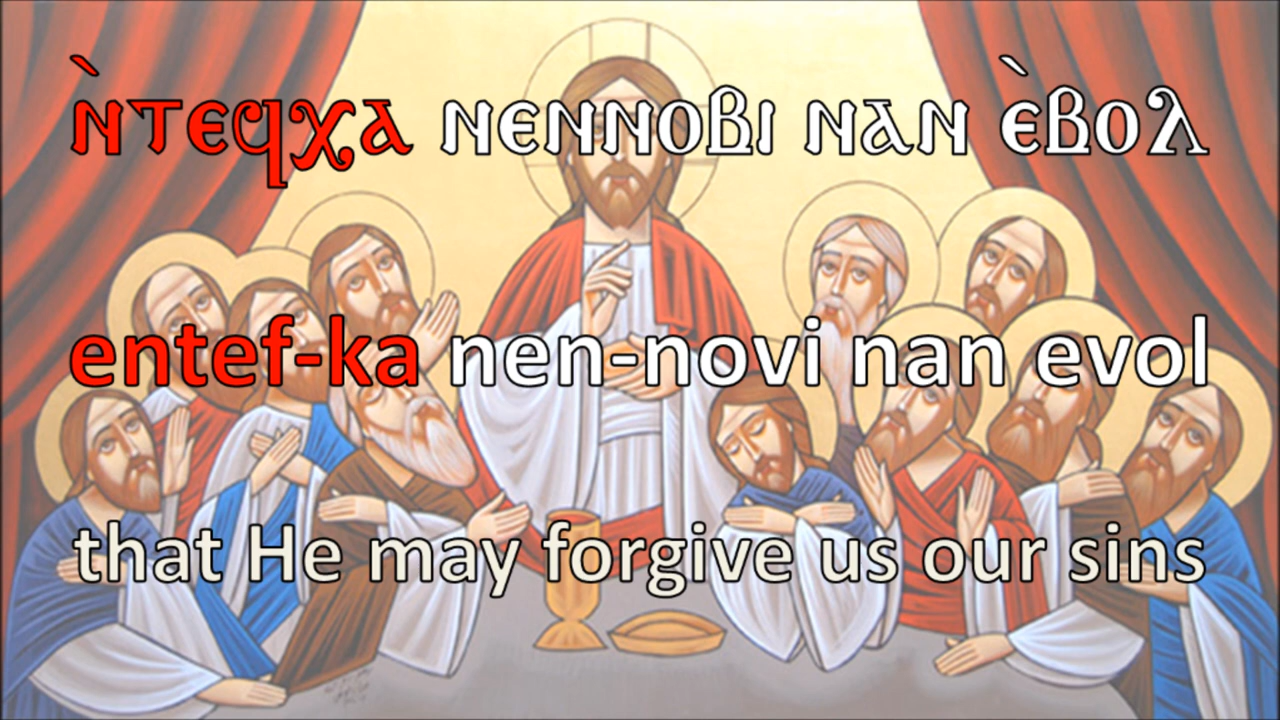 ⲛ̀ⲧⲉϥⲭⲁ ⲛⲉⲛⲛⲟⲃⲓ ⲛⲁⲛ ⲉ̀ⲃⲟⲗ
entef-ka nen-novi nan evol
that He may forgive us our sins